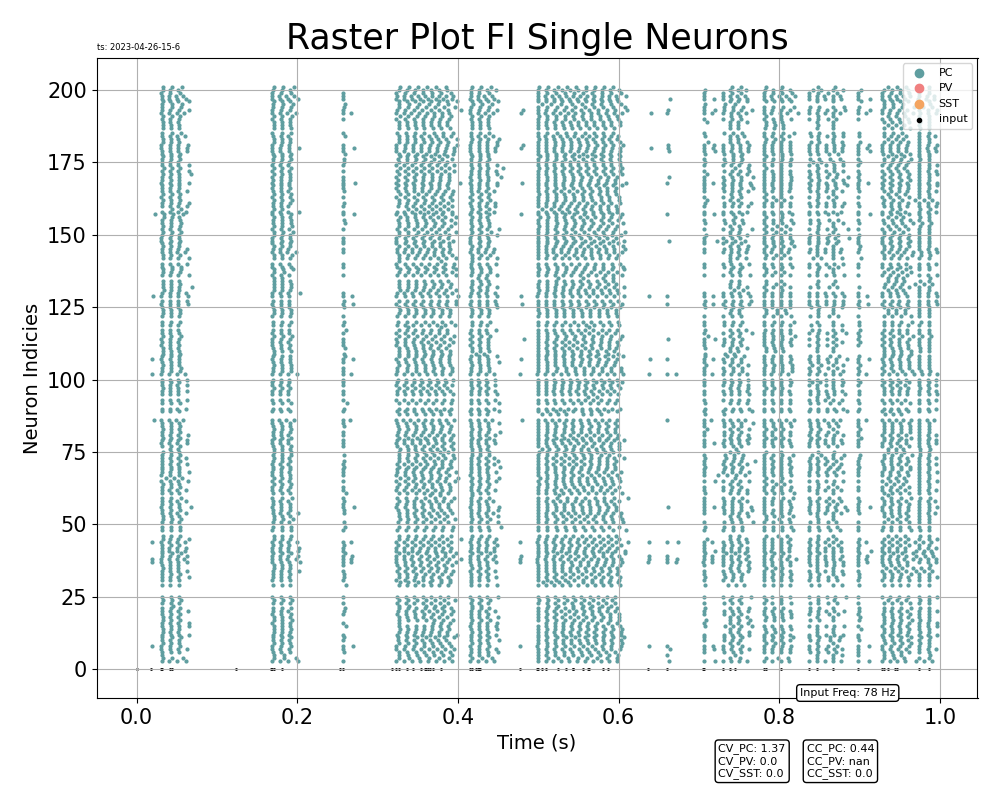 Raster Plot FI Single Neurons
ts: 2023-04-26-15-6
PC
PV
SST
input
200
175
150
125
100
75
50
25
0
Neuron Indicies
0.0 0.2 0.4 0.6 0.8 1.0
Time (s)
Input Freq: 78 Hz
CV_PC: 1.37
CV_PV: 0.0
CV_SST: 0.0
CC_PC: 0.44
CC_PV: nan
CC_SST: 0.0